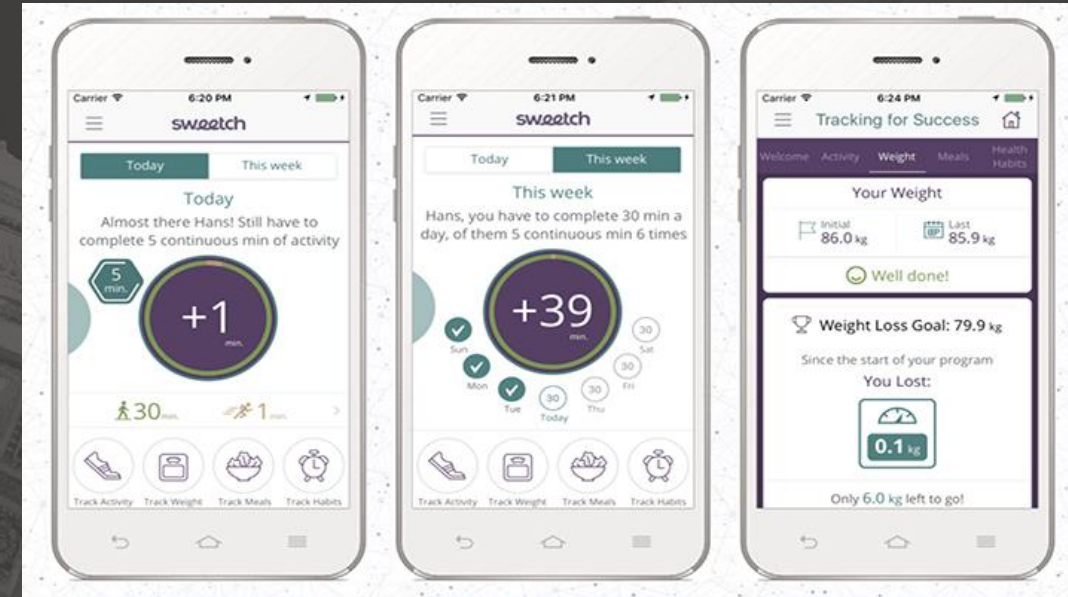 Carrier 6:20 PM
sweetch
Today This week
Today
Almost there Hans! Still have to
complete 5 continuous min of activity
5
min.
+1
min.
30 min. 1 min.
Track Activity Track Weight Track Meals Track Habits
Carrier 6:21 PM
sweetch
Today This week
This week
Hans, you have to complete 30 min a
day, of them 5 continuous min 6 times
+39
min.
Sun
Mon
Tue
30
Today
30
Thu
30
Fri
30
Sat
Track Activity Track Weight Track Meals Track Habits
Carrier 6:24 PM
Tracking for Success
Welcome Activity Weight Meals Health
Habits
Your Weight
Initial
86.0 kg
Last
85.9 kg
Well done!
Weight Loss Goal: 79.9 kg
Since the start of your program
You Lost:
0.1 kg
Only 6.0 kg left to go!